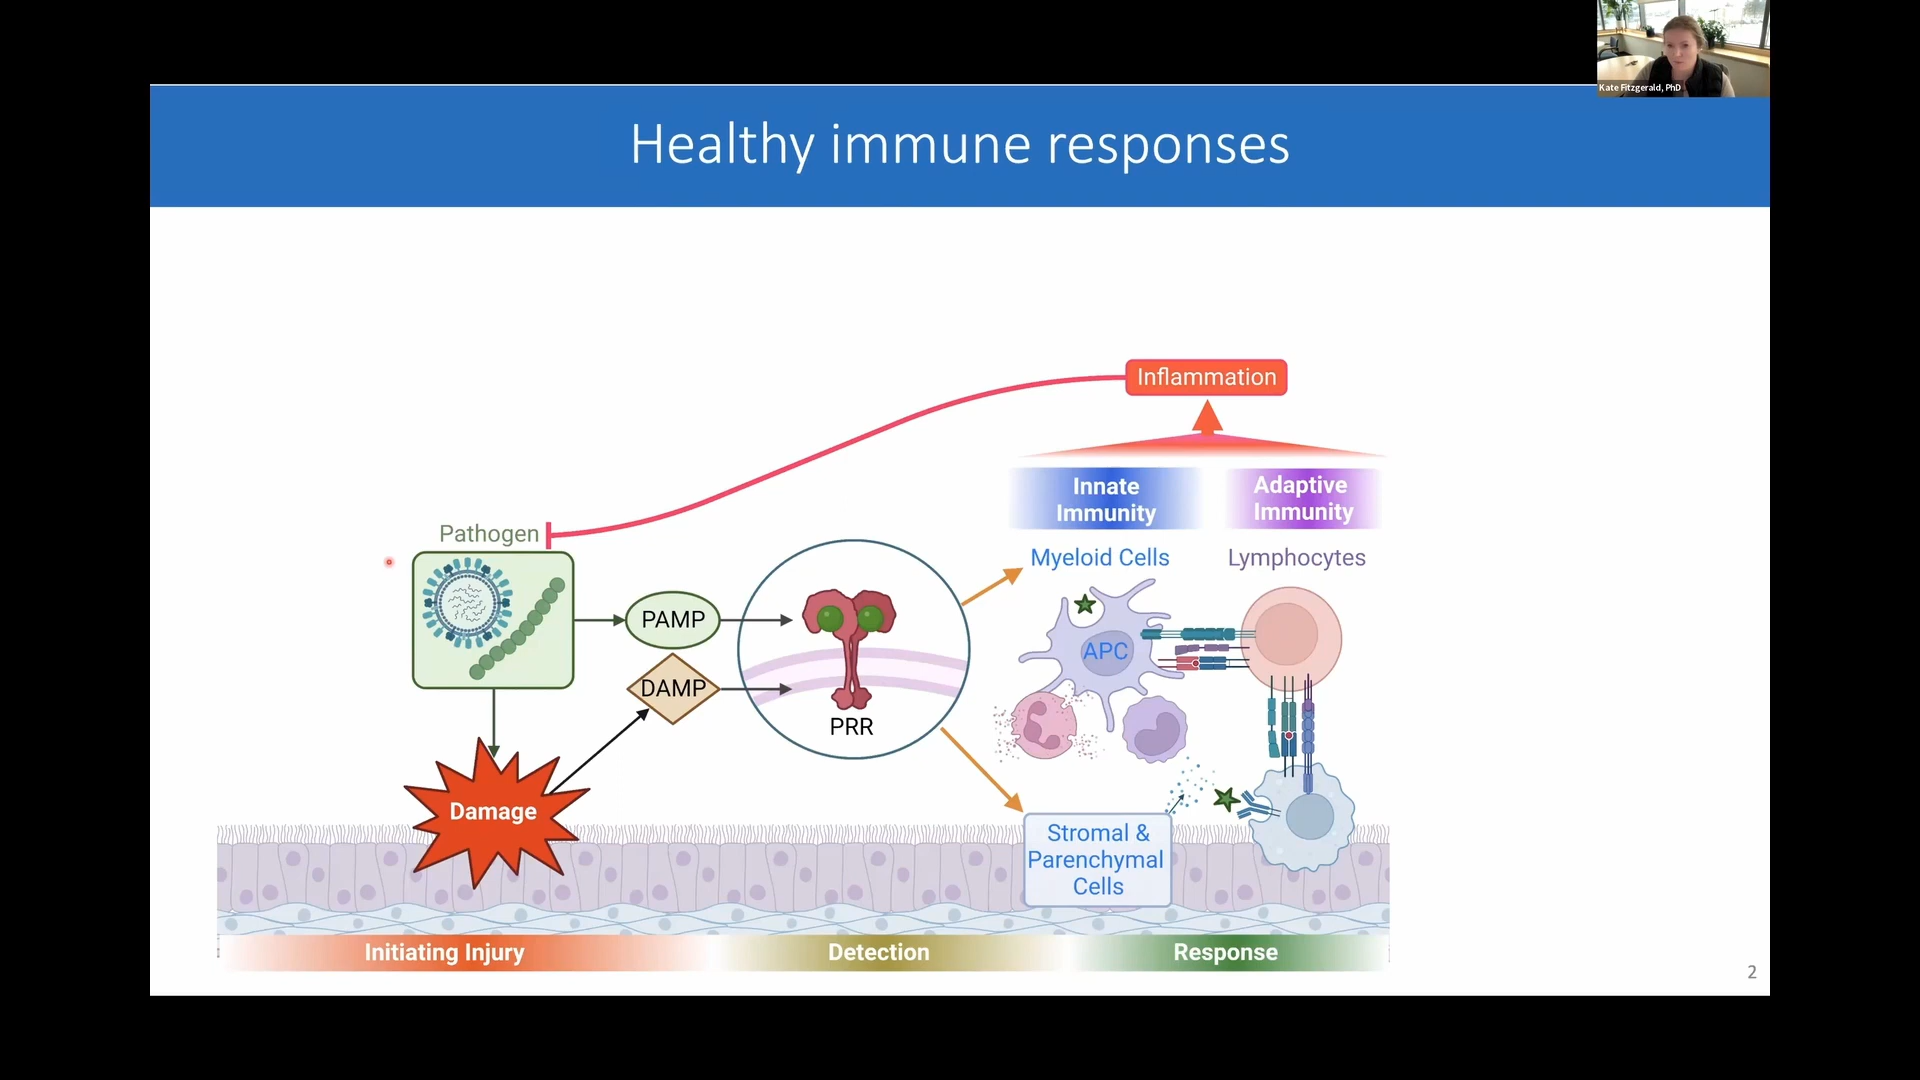 Kate Fitzgerald, PhD
Healthy immune responses
Inflammation
Innate
Immunity
Adaptive
Immunity
Pathogen
Myeloid Cells
Lymphocytes
PAMP
APC
DAMP
PRR
Damage
Stromal &
Parenchymal
Cells
Initiating Injury
Detection
Response
2